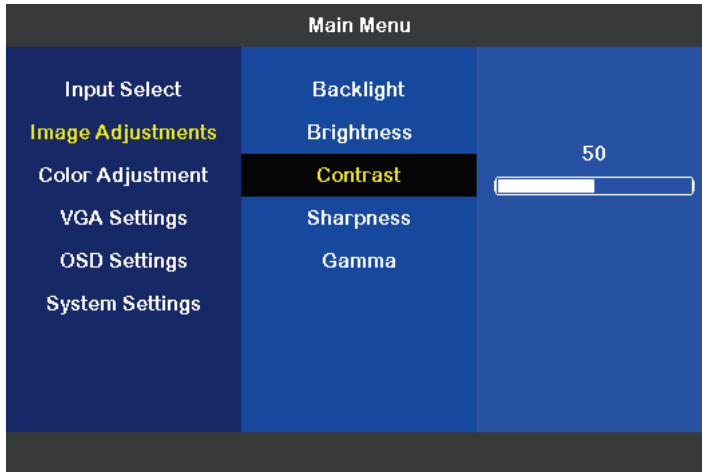 Main Menu
Input Select
Image Adjustments
Color Adjustment
VGA Settings
OSD Settings
System Settings
Backlight
Brightness
Contrast
Sharpness
Gamma
50